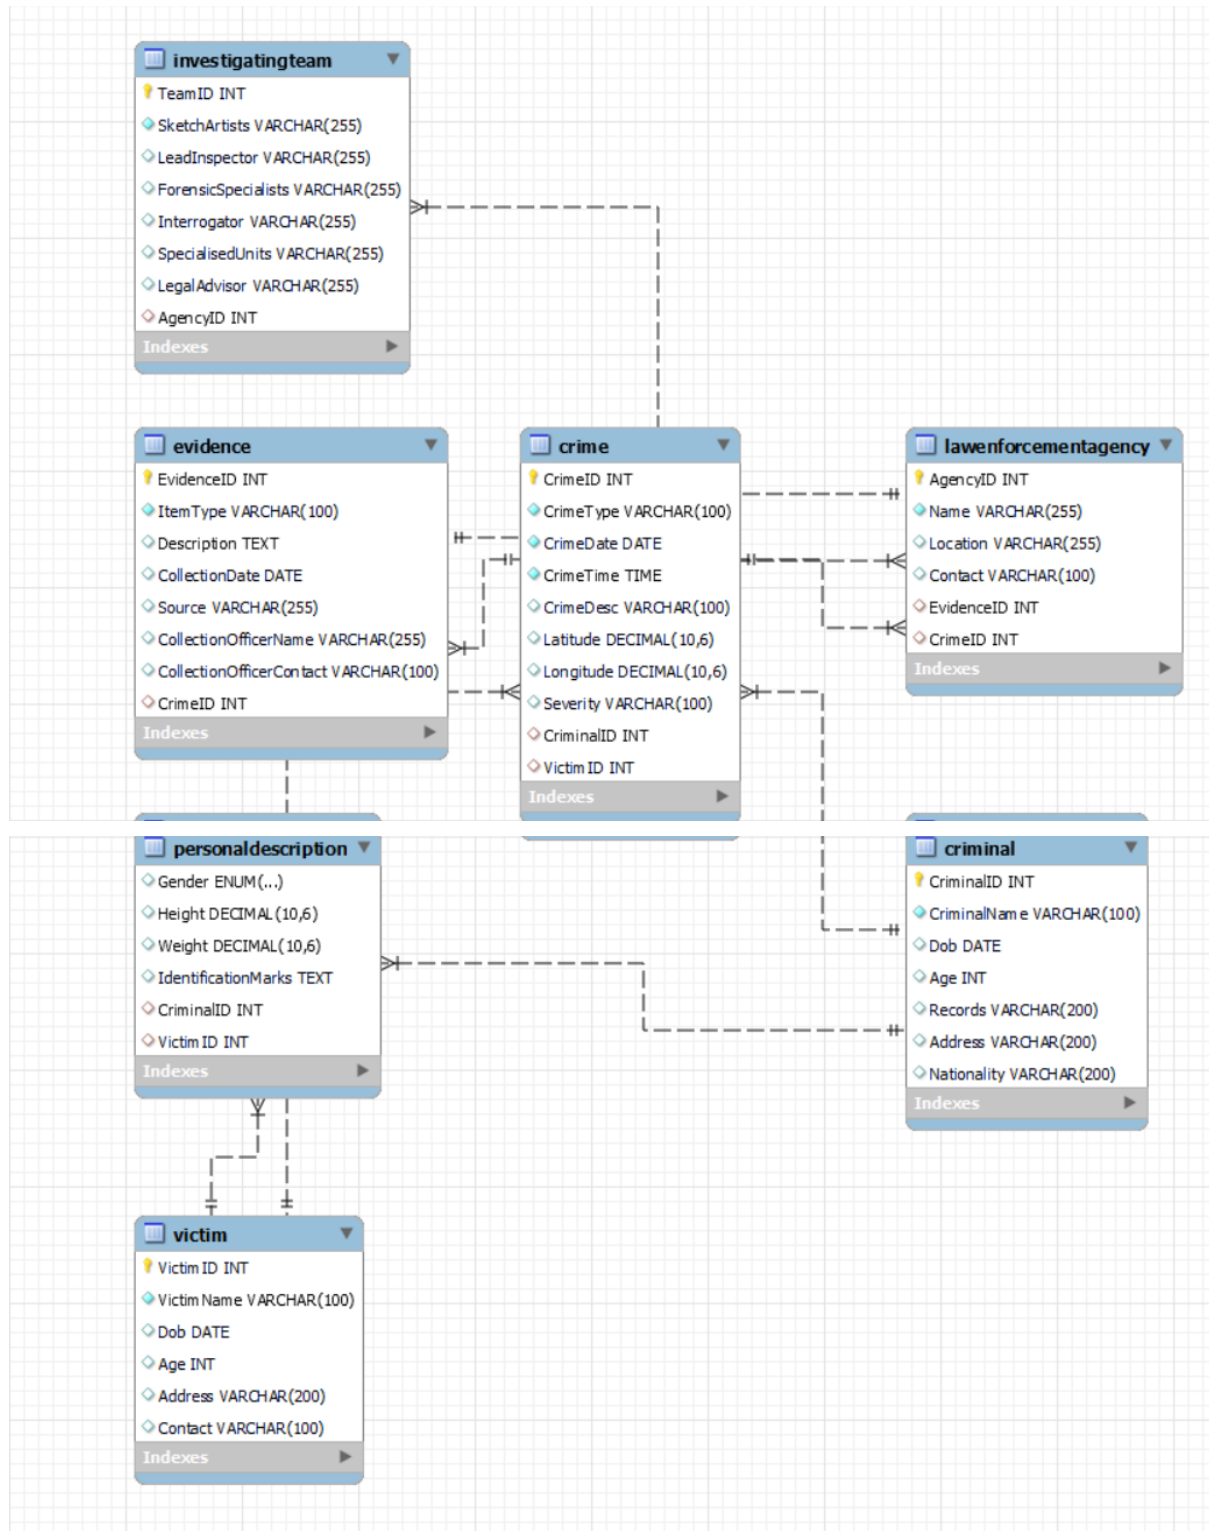 investigatingteam
TeamID INT
SketchArtists VARCHAR(255)
LeadInspector VARCHAR(255)
ForensicSpecialists VARCHAR(255)
Interrogator VARCHAR(255)
SpecialisedUnits VARCHAR(255)
LegalAdvisor VARCHAR(255)
AgencyID INT
Indexes
evidence
EvidenceID INT
ItemType VARCHAR(100)
Description TEXT
CollectionDate DATE
Source VARCHAR(255)
CollectionOfficerName VARCHAR(255)
CollectionOfficerContact VARCHAR(100)
CrimeID INT
Indexes
crime
CrimeID INT
CrimeType VARCHAR(100)
CrimeDate DATE
CrimeTime TIME
CrimeDesc VARCHAR(100)
Latitude DECIMAL(10,6)
Longitude DECIMAL(10,6)
Severity VARCHAR(100)
CriminalID INT
VictimID INT
Indexes
lawenforcementagency
AgencyID INT
Name VARCHAR(255)
Location VARCHAR(255)
Contact VARCHAR(100)
EvidenceID INT
CrimeID INT
Indexes
personaldescription
Gender ENUM(...)
Height DECIMAL(10,6)
Weight DECIMAL(10,6)
IdentificationMarks TEXT
CriminalID INT
VictimID INT
Indexes
criminal
CriminalID INT
CriminalName VARCHAR(100)
Dob DATE
Age INT
Records VARCHAR(200)
Address VARCHAR(200)
Nationality VARCHAR(200)
Indexes
victim
VictimID INT
VictimName VARCHAR(100)
Dob DATE
Age INT
Address VARCHAR(200)
Contact VARCHAR(100)
Indexes